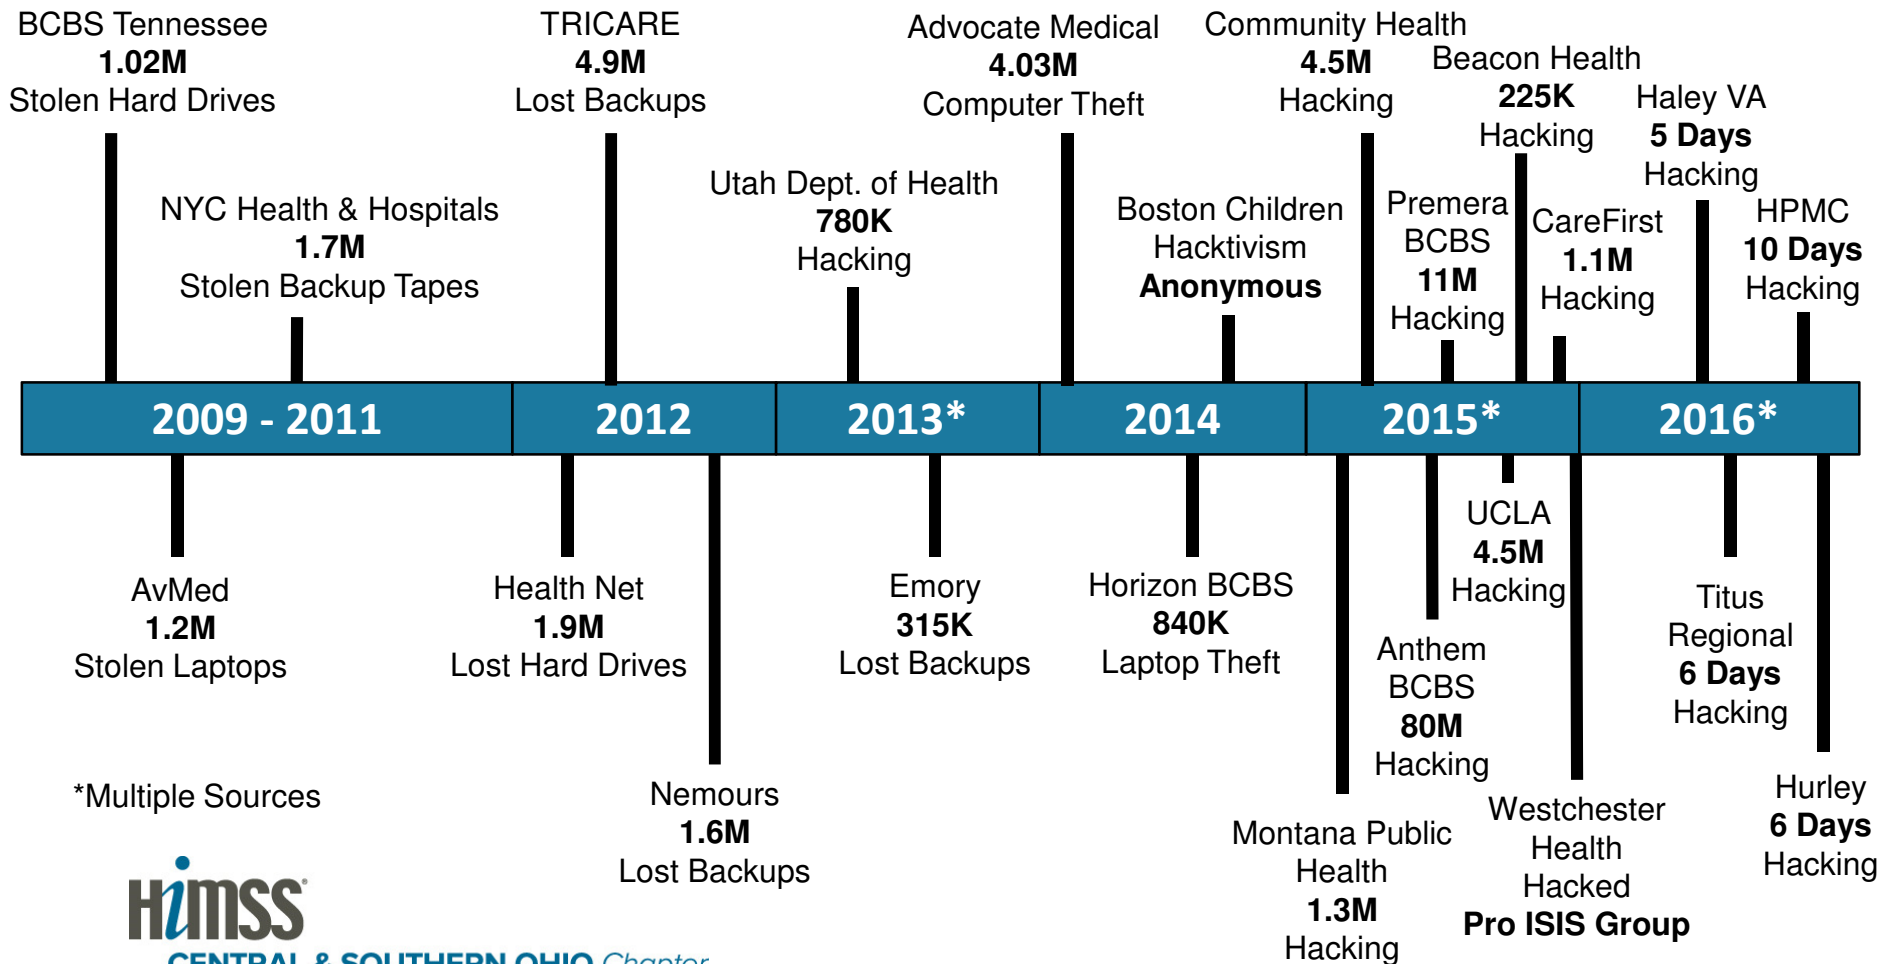 BCBS Tennessee
1.02M
Stolen Hard Drives
NYC Health & Hospitals
1.7M
Stolen Backup Tapes
TRICARE
4.9M
Lost Backups
Utah Dept. of Health
780K
Hacking
Advocate Medical
4.03M
Computer Theft
Boston Children
Hacktivism
Anonymous
Community Health
4.5M
Hacking
Premera
BCBS
11M
Hacking
Beacon Health
225K
Hacking
CareFirst
1.1M
Hacking
Haley VA
5 Days
Hacking
HPMC
10 Days
Hacking
2009 - 2011
2012
2013*
2014
2015*
2016*
AvMed
1.2M
Stolen Laptops
Health Net
1.9M
Lost Hard Drives
Nemours
1.6M
Lost Backups
Emory
315K
Lost Backups
Horizon BCBS
840K
Laptop Theft
Montana Public
Health
1.3M
Hacking
Anthem
BCBS
80M
Hacking
UCLA
4.5M
Hacking
Westchester
Health
Hacked
Pro ISIS Group
Titus
Regional
6 Days
Hacking
Hurley
6 Days
Hacking
*Multiple Sources
HiMSS
CENTRAL & SOUTHERN OHIO Chapter